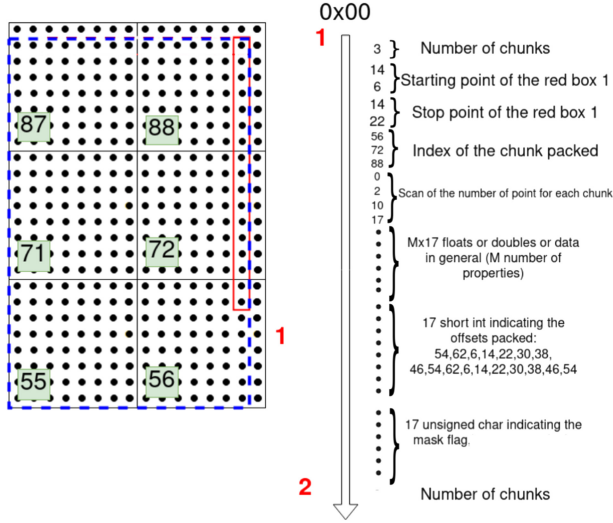 0x00
1
87
88
71
72
55
56
1
3
Number of chunks
14
6
Starting point of the red box 1
14
22
Stop point of the red box 1
56
72
88
Index of the chunk packed
0
2
10
17
Scan of the number of point for each chunk
Mx17 floats or doubles or data
in general (M number of
properties)
17 short int indicating the
offsets packed:
54,62,6,14,22,30,38,
46,54,62,6,14,22,30,38,46,54
17 unsigned char indicating the
mask flag.
2
Number of chunks